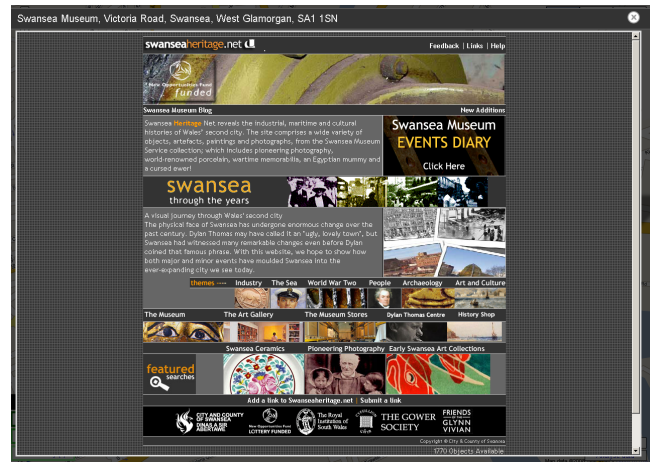 Swansea Museum, Victoria Road, Swansea, West Glamorgan, SA1 1SN
swanseaheritage.net
Feedback | Links | Help
New Opportunities Fund
funded
Swansea Museum Blog
New Additions
Swansea Heritage Net reveals the industrial, maritime and cultural
histories of Wales' second city. The site comprises a wide variety of
objects, artefacts, paintings and photographs, from the Swansea Museum
Service collection; which includes pioneering photography,
world-renowned porcelain, wartime memorabilia, an Egyptian mummy and
a cursed ewer!
Swansea Museum
EVENTS DIARY
Click Here
swansea
through the years
A visual journey through Wales' second city
The physical face of Swansea has undergone enormous change over the
past century. Dylan Thomas may have called it an "ugly, lovely town", but
Swansea had witnessed many remarkable changes even before Dylan
coined that famous phrase. With this website, we hope to show how
both major and minor events have moulded Swansea into the
ever-expanding city we see today.
themes ---- Industry The Sea World War Two People Archaeology Art and Culture
The Museum The Art Gallery The Museum Stores Dylan Thomas Centre History Shop
Swansea Ceramics Pioneering Photography Early Swansea Art Collections
featured
searches
Add a link to Swanseaheritage.net | Submit a link
CITY AND COUNTY
OF SWANSEA
DINAS A SIR
ABERTAWE
New Opportunities Fund
LOTTERY FUNDED
The Royal
Institution of
South Wales
THE GOWER
SOCIETY
FRIENDS
OF THE
GLYNN
VIVIAN
Copyright © City & County of Swansea
1770 Objects Available